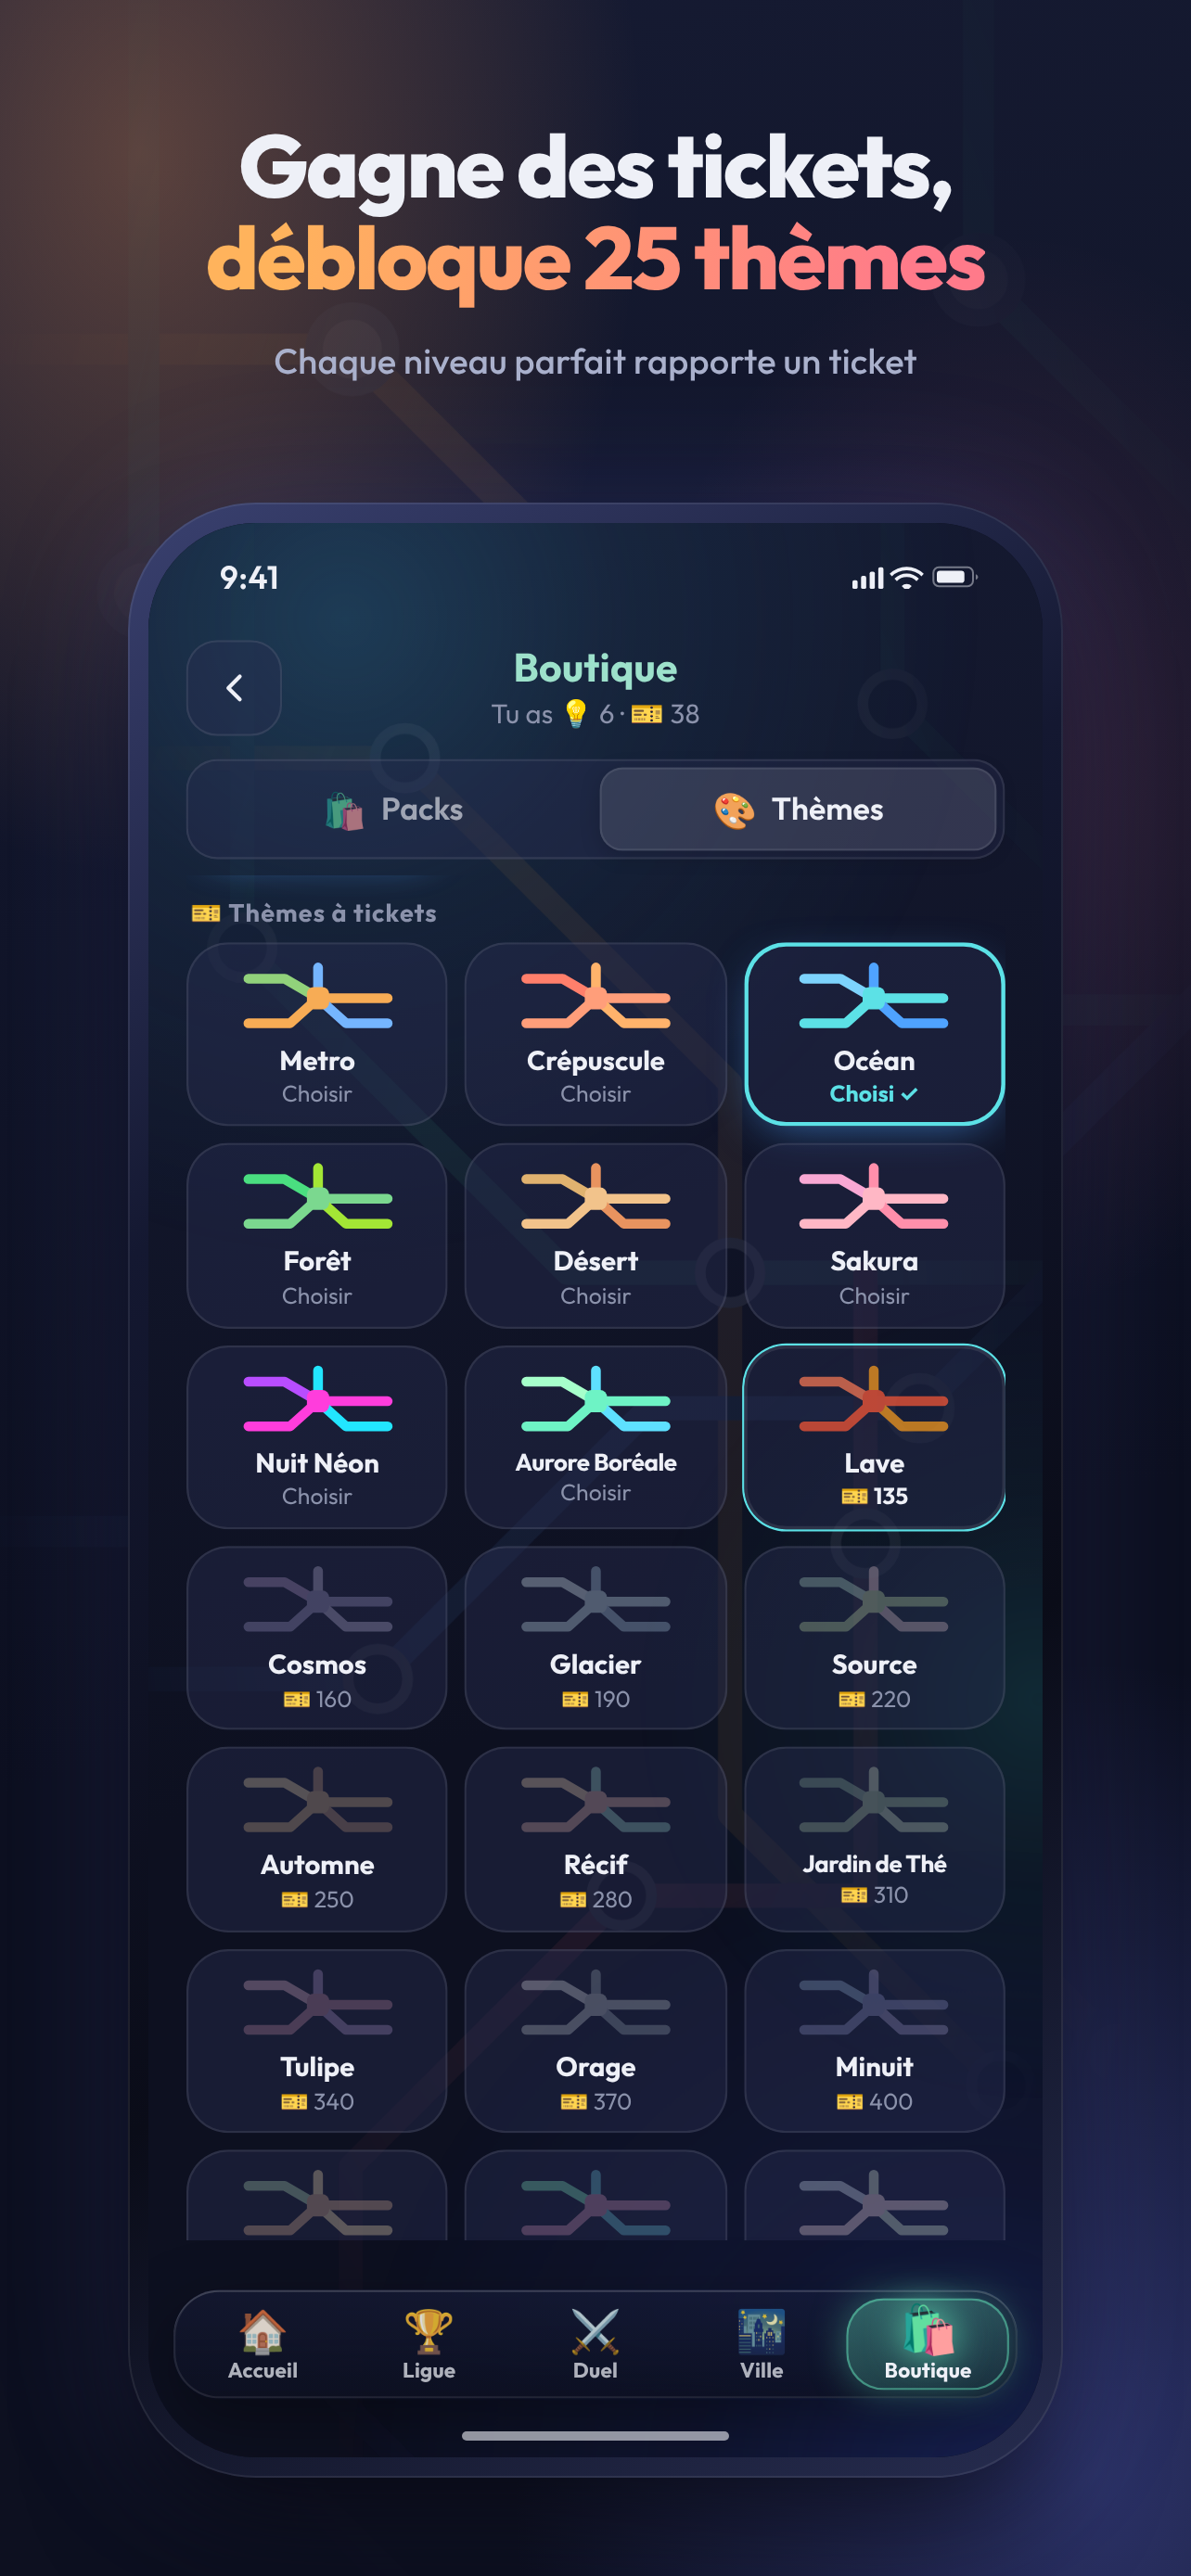 Gagne des tickets,
débloque 25 thèmes
Chaque niveau parfait rapporte un ticket
9:41
Boutique
Tu as 💡 6 · 🎫 38
🛍️ Packs
🎨 Thèmes
🎫 Thèmes à tickets
Metro
Choisir
Crépuscule
Choisir
Océan
Choisi ✓
Forêt
Choisir
Désert
Choisir
Sakura
Choisir
Nuit Néon
Choisir
Aurore Boréale
Choisir
Lave
🎫 135
Cosmos
🎫 160
Glacier
🎫 190
Source
🎫 220
Automne
🎫 250
Récif
🎫 280
Jardin de Thé
🎫 310
Tulipe
🎫 340
Orage
🎫 370
Minuit
🎫 400
Accueil
Ligue
Duel
Ville
Boutique